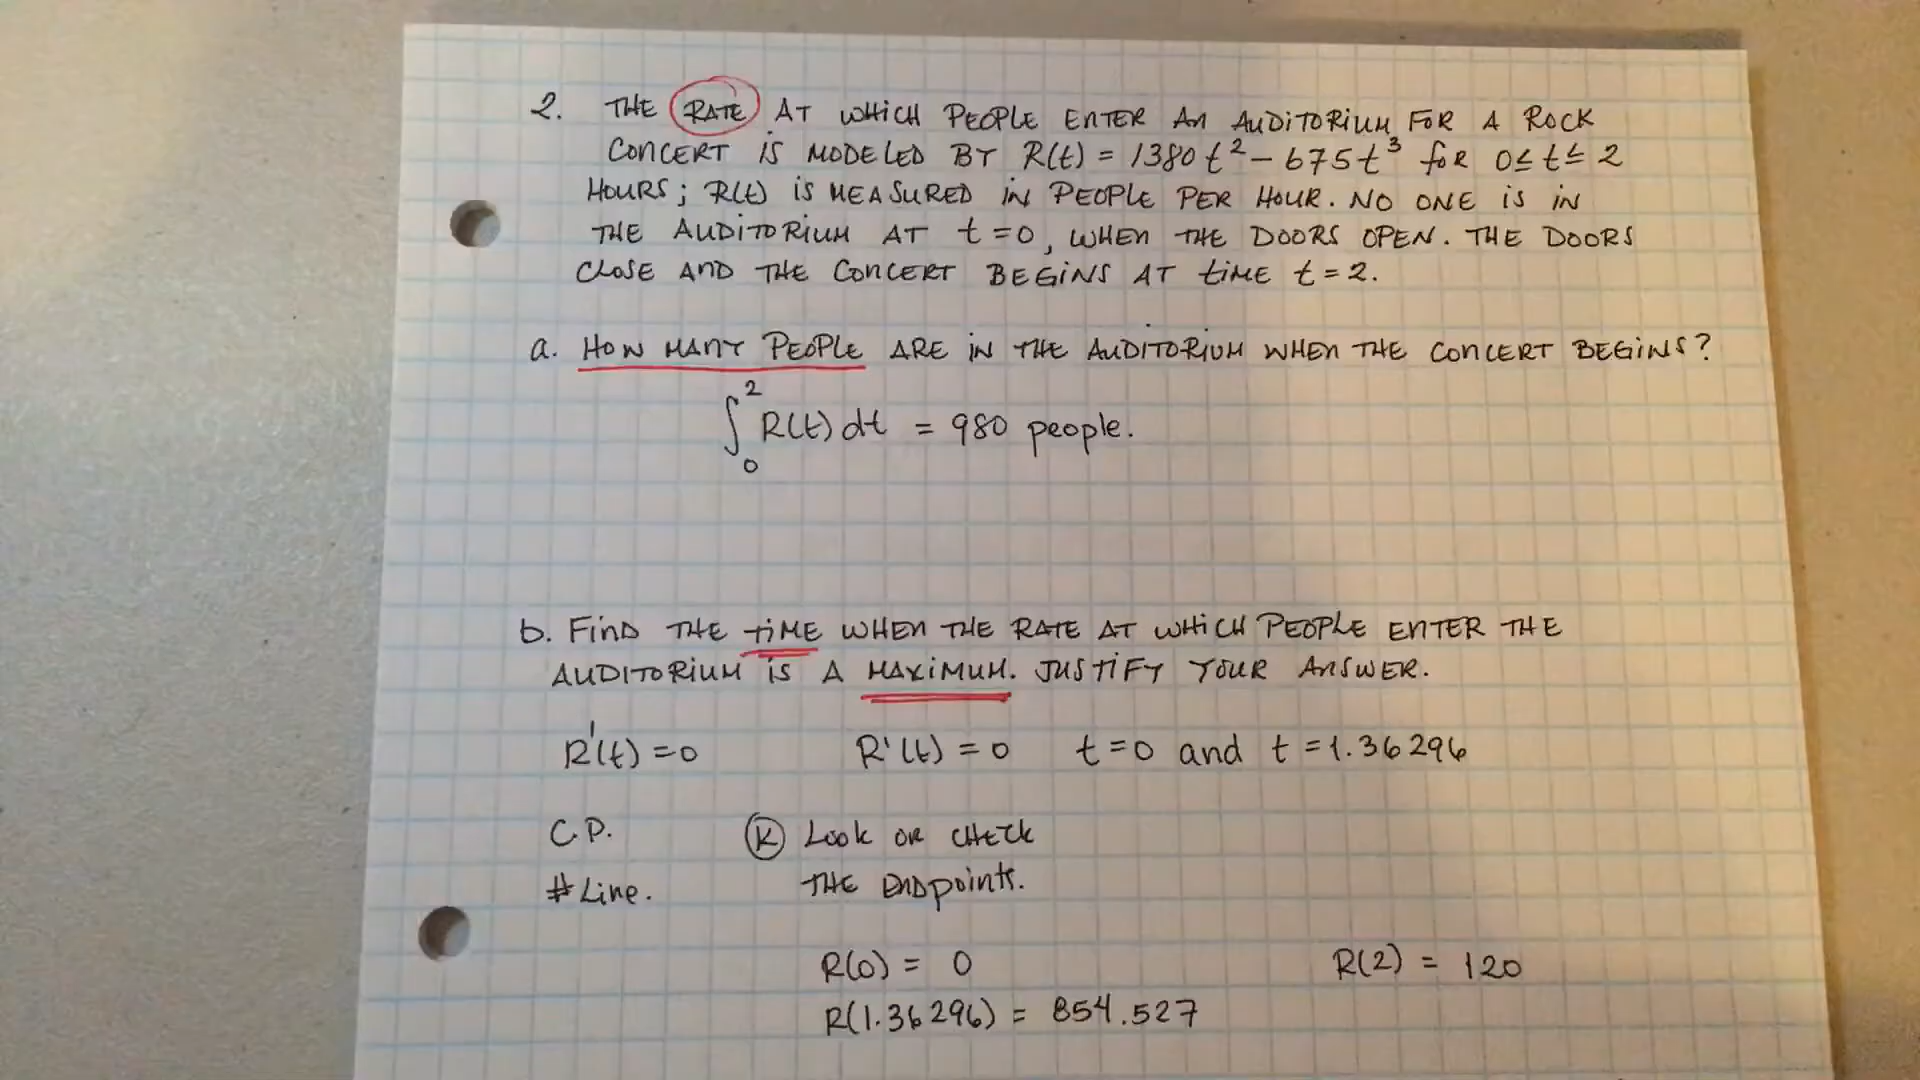 2. THE RATE AT WHICH PEOPLE ENTER AN AUDITORIUM FOR A ROCK
CONCERT IS MODELED BY R(t) = 1380t² – 675t³ for 0≤t≤2
HOURS; R(t) IS MEASURED IN PEOPLE PER HOUR. NO ONE IS IN
THE AUDITORIUM AT t=0, WHEN THE DOORS OPEN. THE DOORS
CLOSE AND THE CONCERT BEGINS AT TIME t=2.
a. HOW MANY PEOPLE ARE IN THE AUDITORIUM WHEN THE CONCERT BEGINS?
∫₀² R(t) dt = 980 people.
b. FIND THE TIME WHEN THE RATE AT WHICH PEOPLE ENTER THE
AUDITORIUM IS A MAXIMUM. JUSTIFY YOUR ANSWER.
R'(t) = 0 R'(t) = 0 t=0 and t=1.36296
C.P. K LOOK OR CHECK
# Line. THE ENDPOINTS.
R(0) = 0 R(2) = 120
R(1.36296) = 854.527